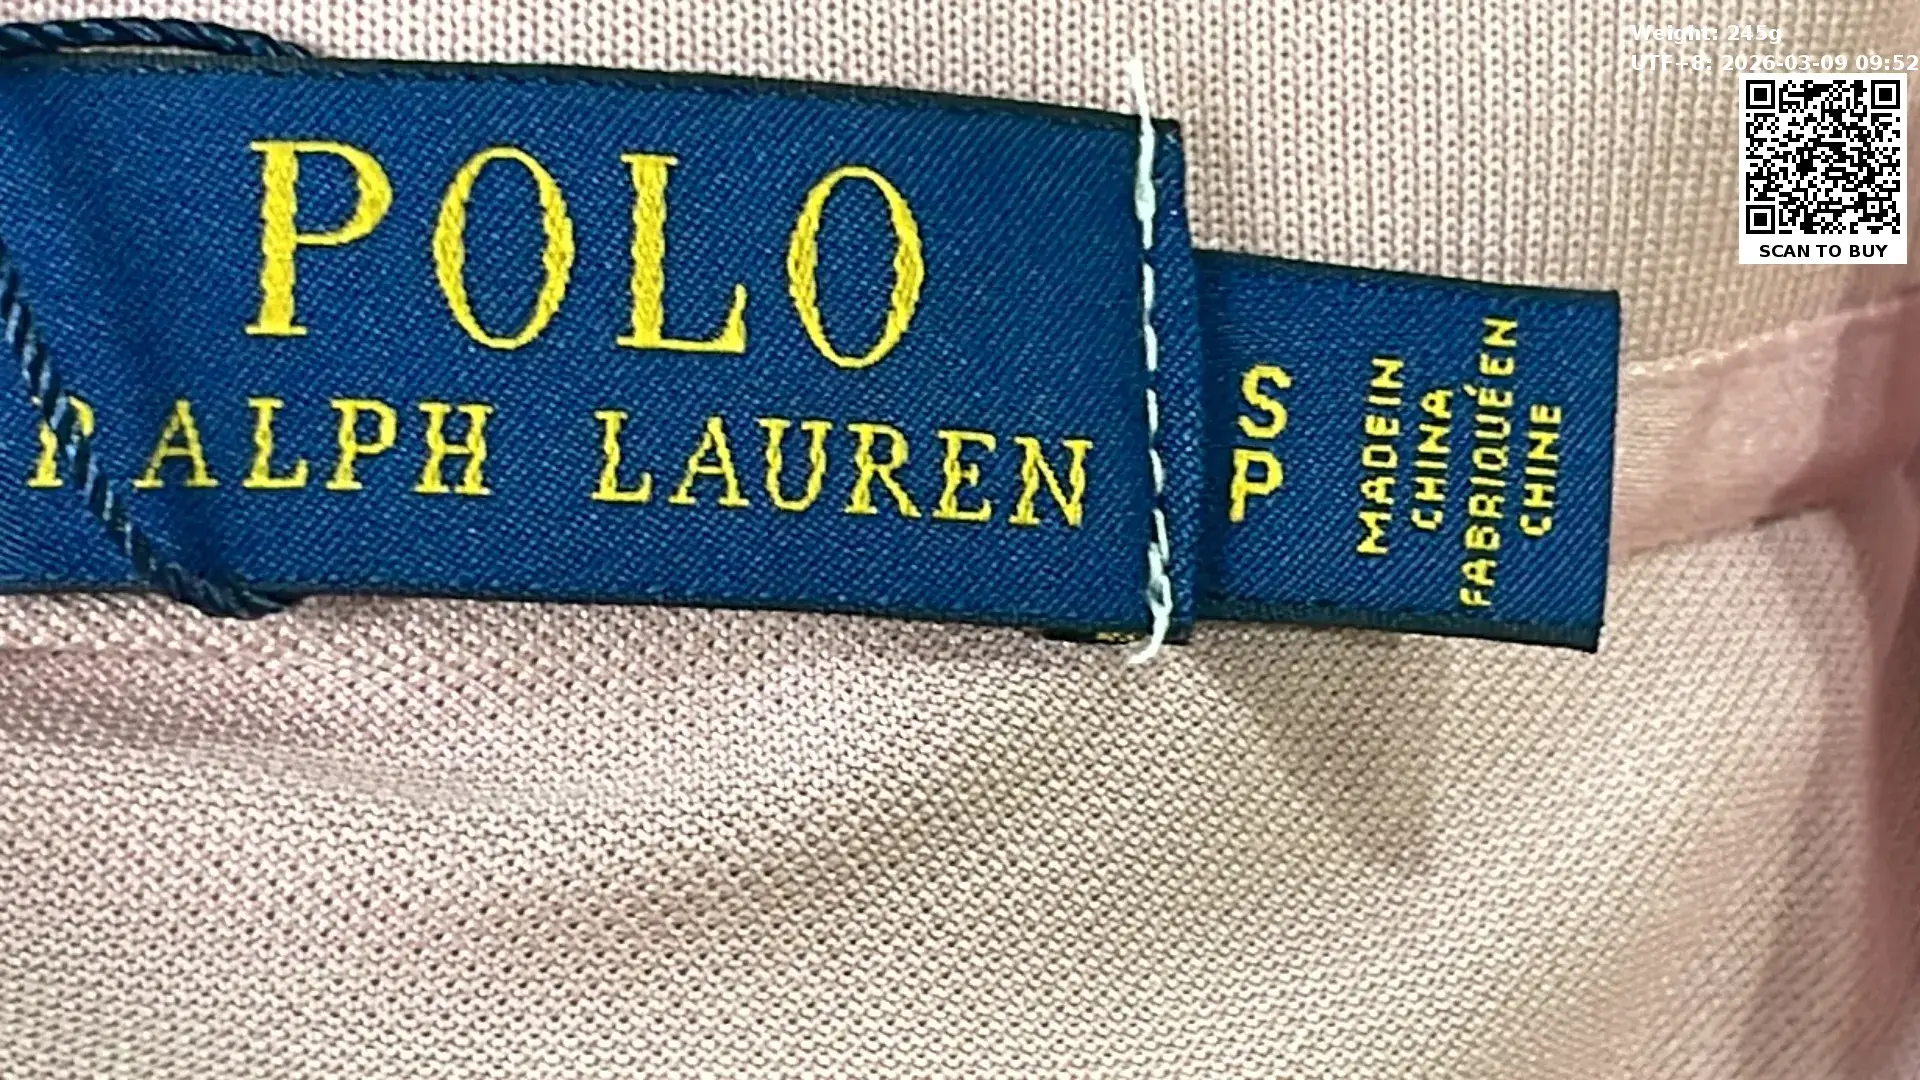 Weight: 245g
UTF+8: 2026-03-09 09:52
SCAN TO BUY
POLO
RALPH LAUREN
S
P
MADE IN
CHINA
FABRIQUÉ EN
CHINE